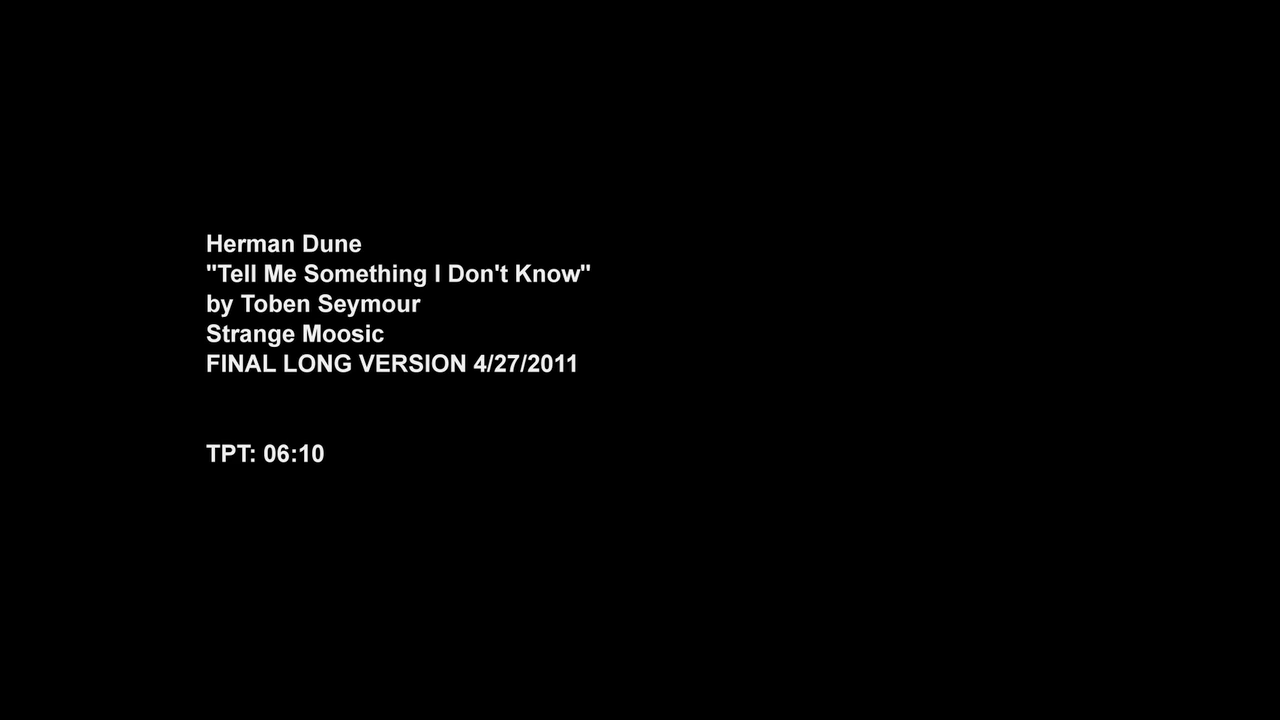 Herman Dune
"Tell Me Something I Don't Know"
by Toben Seymour
Strange Moosic
FINAL LONG VERSION 4/27/2011
TPT: 06:10